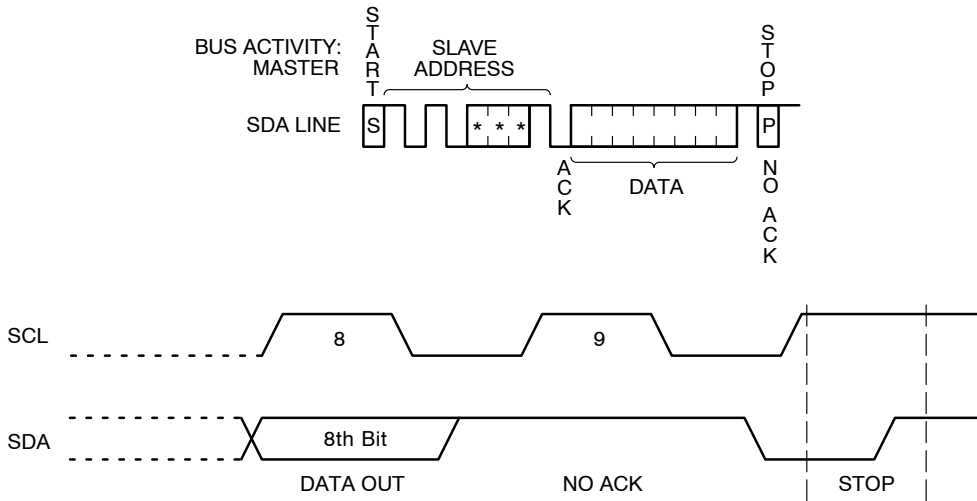 START
BUS ACTIVITY:
MASTER
SLAVE
ADDRESS
STOP
SDA LINE
S
* * *
P
ACK
DATA
NO ACK
SCL
8
9
SDA
8th Bit
DATA OUT
NO ACK
STOP